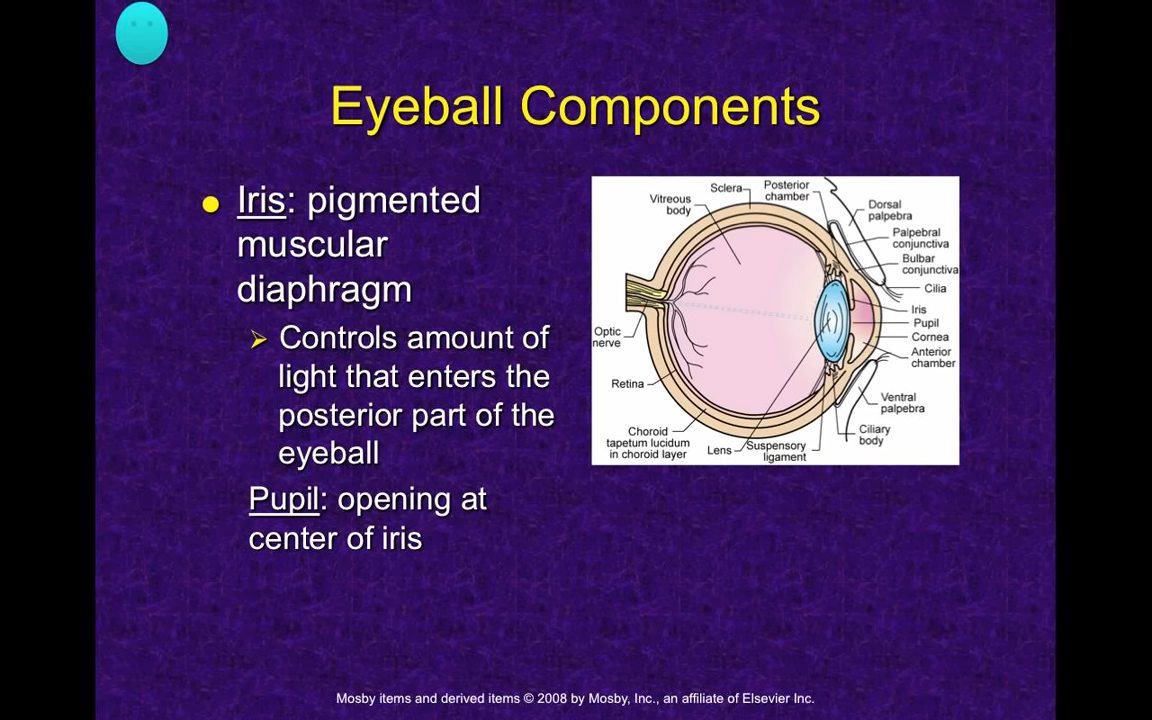 Eyeball Components
Iris: pigmented
muscular
diaphragm
Controls amount of
light that enters the
posterior part of the
eyeball
Pupil: opening at
center of iris
Sclera
Posterior
chamber
Vitreous
body
Dorsal
palpebra
Palpebral
conjunctiva
Bulbar
conjunctiva
Cilia
Iris
Pupil
Cornea
Anterior
chamber
Optic
nerve
Retina
Ventral
palpebra
Choroid
tapetum lucidum
in choroid layer
Lens
Suspensory
ligament
Ciliary
body
Mosby items and derived items © 2008 by Mosby, Inc., an affiliate of Elsevier Inc.